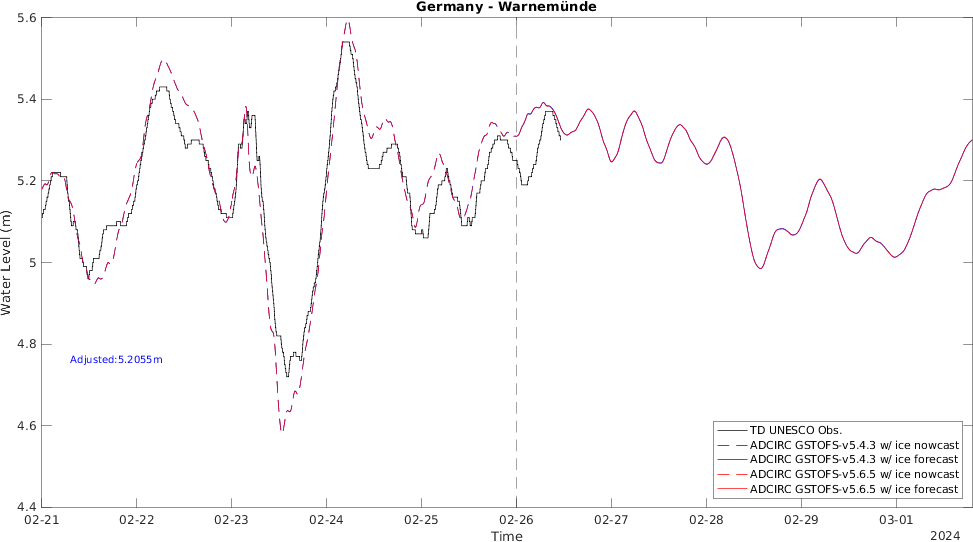 Germany - Warnemünde
5.6
5.4
5.2
5
4.8
4.6
4.4
Water Level (m)
Adjusted:5.2055m
TD UNESCO Obs.
ADCIRC GSTOFS-v5.4.3 w/ ice nowcast
ADCIRC GSTOFS-v5.4.3 w/ ice forecast
ADCIRC GSTOFS-v5.6.5 w/ ice nowcast
ADCIRC GSTOFS-v5.6.5 w/ ice forecast
02-21 02-22 02-23 02-24 02-25 02-26 02-27 02-28 02-29 03-01
Time
2024